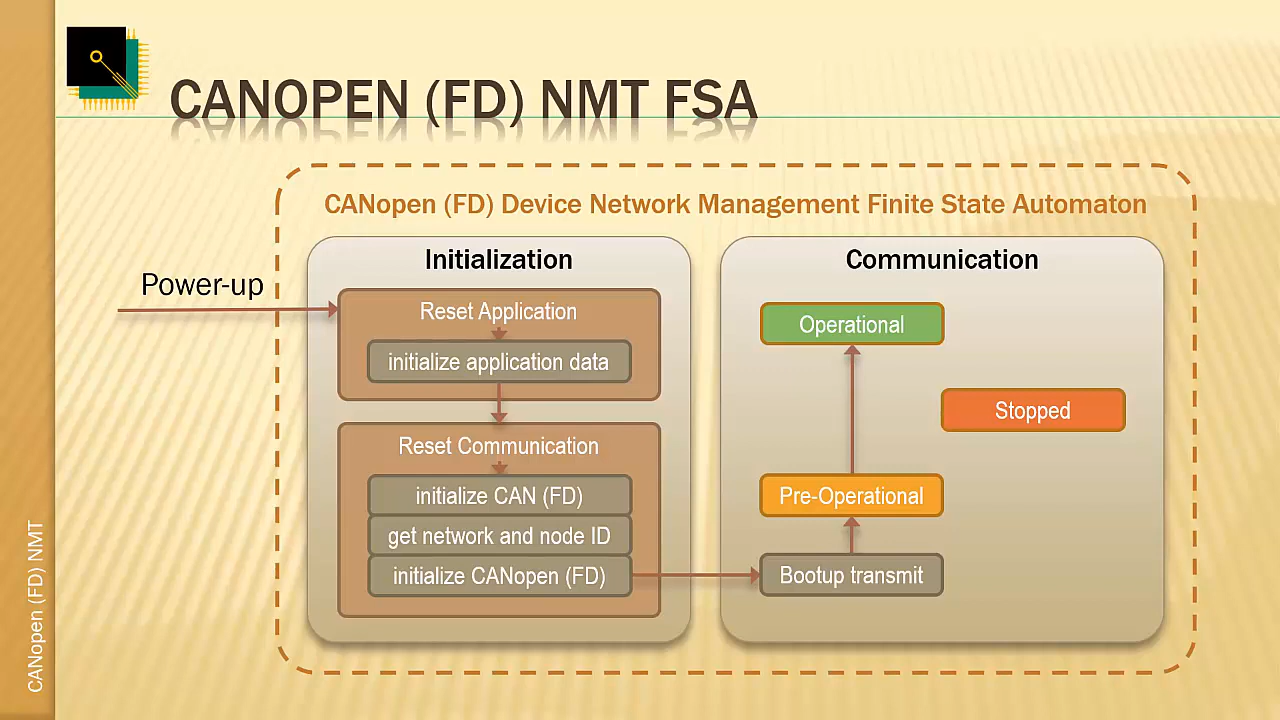 CANOPEN (FD) NMT FSA
CANopen (FD) Device Network Management Finite State Automaton
Power-up
Initialization
Reset Application
initialize application data
Reset Communication
initialize CAN (FD)
get network and node ID
initialize CANopen (FD)
Communication
Operational
Stopped
Pre-Operational
Bootup transmit
CANopen (FD) NMT